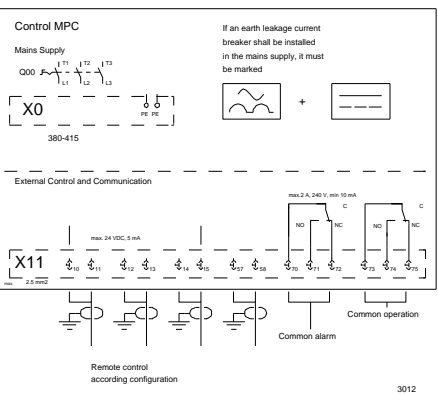 Control MPC
If an earth leakage current
breaker shall be installed
in the mains supply, it must
be marked
Mains Supply
T1 T2 T3
Q00
L1 L2 L3
+
X0
PE PE
380-415
External Control and Communication
max.2 A, 240 V, min 10 mA
C C
NO NC NO NC
max. 24 VDC, 5 mA
X11
10 11 12 13 14 15 57 58 70 71 72 73 74 75
max. 2.5 mm2
Common operation
Common alarm
Remote control
according configuration
3012